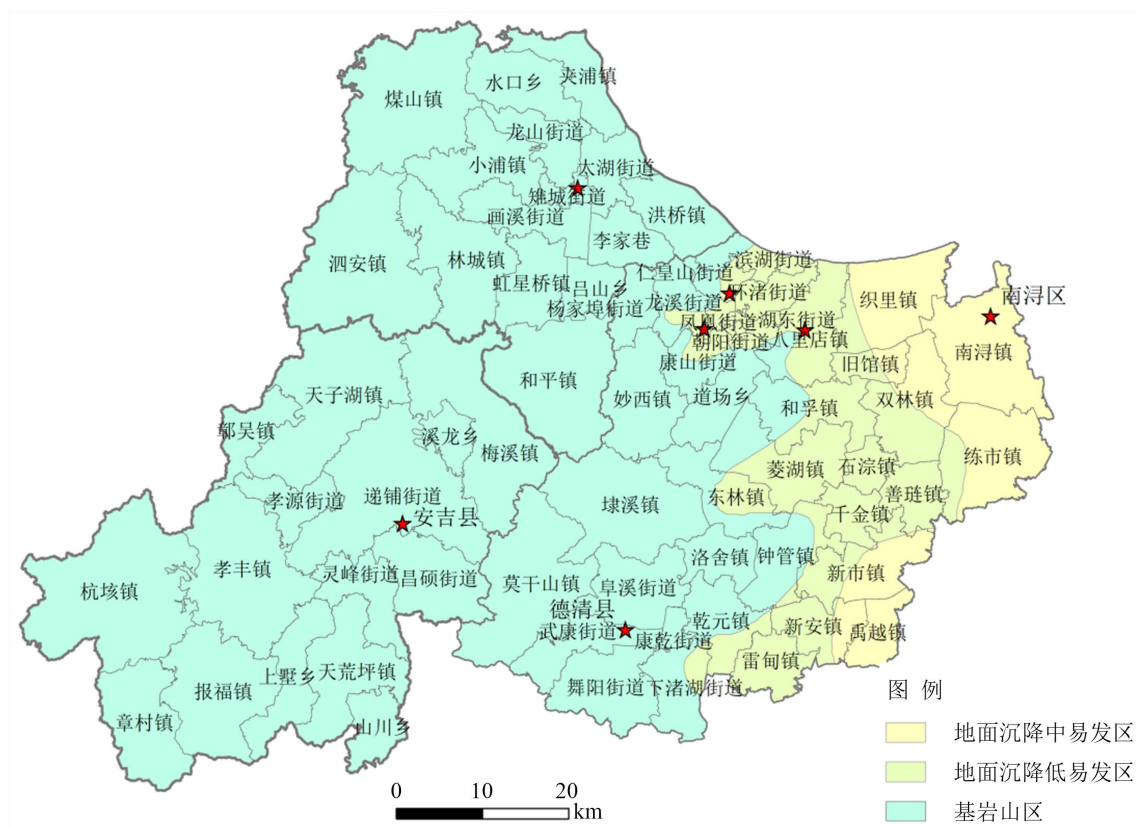 水口乡
夹浦镇
煤山镇
龙山街道
小浦镇
太湖街道
雉城街道
画溪街道
洪桥镇
李家巷
泗安镇
林城镇
虹星桥镇
吕山乡
杨家埠街道
仁皇山街道
滨湖街道
龙溪街道
环渚街道
织里镇
南浔区
凤凰街道
湖东街道
朝阳街道
八里店镇
南浔镇
康山街道
旧馆镇
和平镇
妙西镇
道场乡
和孚镇
双林镇
天子湖镇
鄣吴镇
溪龙乡
梅溪镇
菱湖镇
石淙镇
练市镇
孝源街道
递铺街道
安吉县
埭溪镇
东林镇
善琏镇
千金镇
孝丰镇
灵峰街道
昌硕街道
洛舍镇
钟管镇
新市镇
杭垓镇
莫干山镇
阜溪街道
德清县
武康街道
康乾街道
乾元镇
新安镇
禹越镇
雷甸镇
上墅乡
天荒坪镇
报福镇
舞阳街道
下渚湖街道
章村镇
山川乡
图 例
地面沉降中易发区
地面沉降低易发区
基岩山区
0 10 20
km